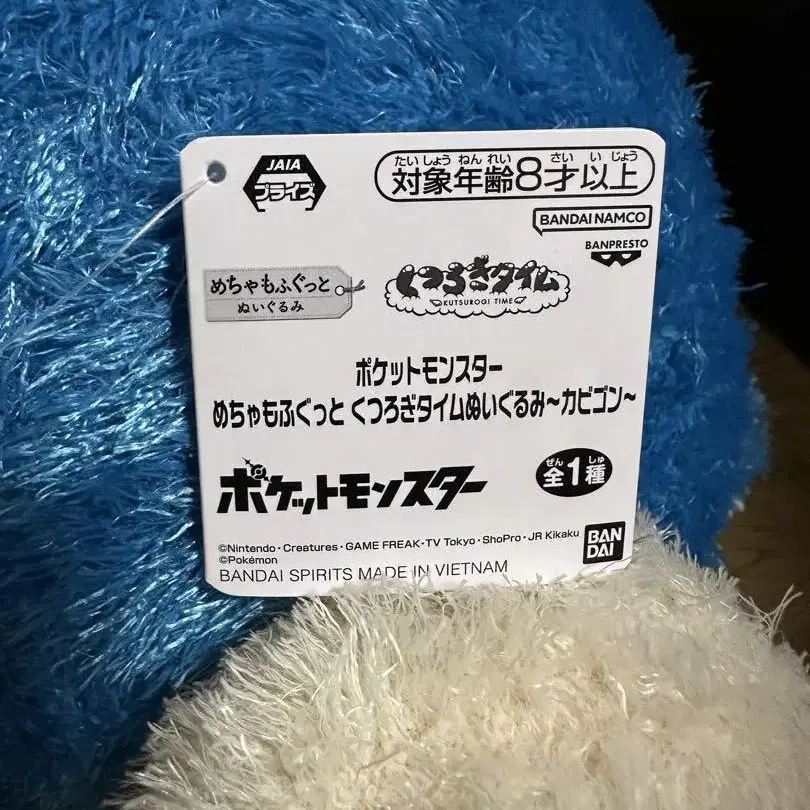 JAIA
プライズ
たいしょうねんれい さい いじょう
対象年齢8才以上
BANDAI NAMCO
BANPRESTO
めちゃもふぐっと
ぬいぐるみ
くつろぎタイム
KUTSUROGI TIME
ポケットモンスター
めちゃもふぐっと くつろぎタイムぬいぐるみ~カビゴン~
ポケットモンスター
ぜん しゅ
全1種
©Nintendo・Creatures・GAME FREAK・TV Tokyo・ShoPro・JR Kikaku
©Pokémon
BANDAI SPIRITS MADE IN VIETNAM
BAN
DAI